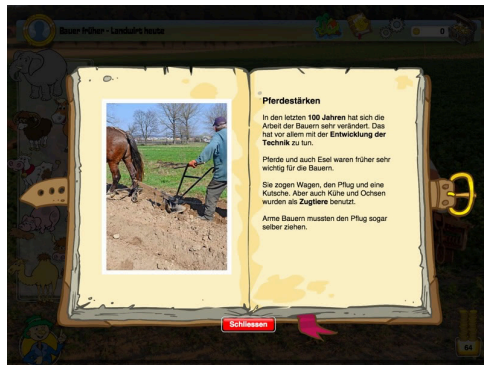 Bauer früher - Landwirt heute
0
Pferdestärken
In den letzten 100 Jahren hat sich die
Arbeit der Bauern sehr verändert. Das
hat vor allem mit der Entwicklung der
Technik zu tun.
Pferde und auch Esel waren früher sehr
wichtig für die Bauern.
Sie zogen Wagen, den Pflug und eine
Kutsche. Aber auch Kühe und Ochsen
wurden als Zugtiere benutzt.
Arme Bauern mussten den Pflug sogar
selber ziehen.
Schliessen
64